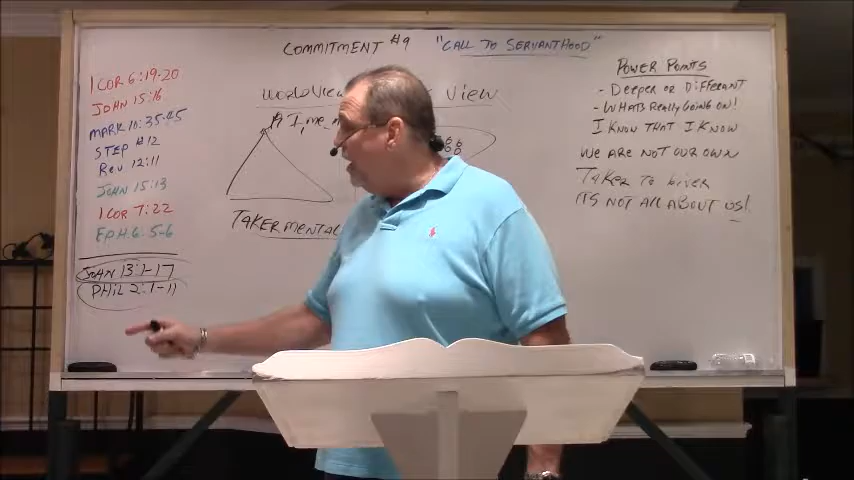 COMMITMENT #9 "CALL TO SERVANTHOOD"
1 COR 6:19-20
JOHN 15:16
MARK 10:35-45
STEP #12
REV 12:11
JOHN 15:13
1 COR 7:22
EPH. 6:5-6
JOHN 13:1-17
PHIL 2:1-11
WORLDVIEW VIEW
I, ME,
TAKER MENTAL
POWER POINTS
- DEEPER OR DIFFERENT
- WHATS REALLY GOING ON!
I KNOW THAT I KNOW
WE ARE NOT OUR OWN
TAKER TO GIVER
ITS NOT ALL ABOUT US!